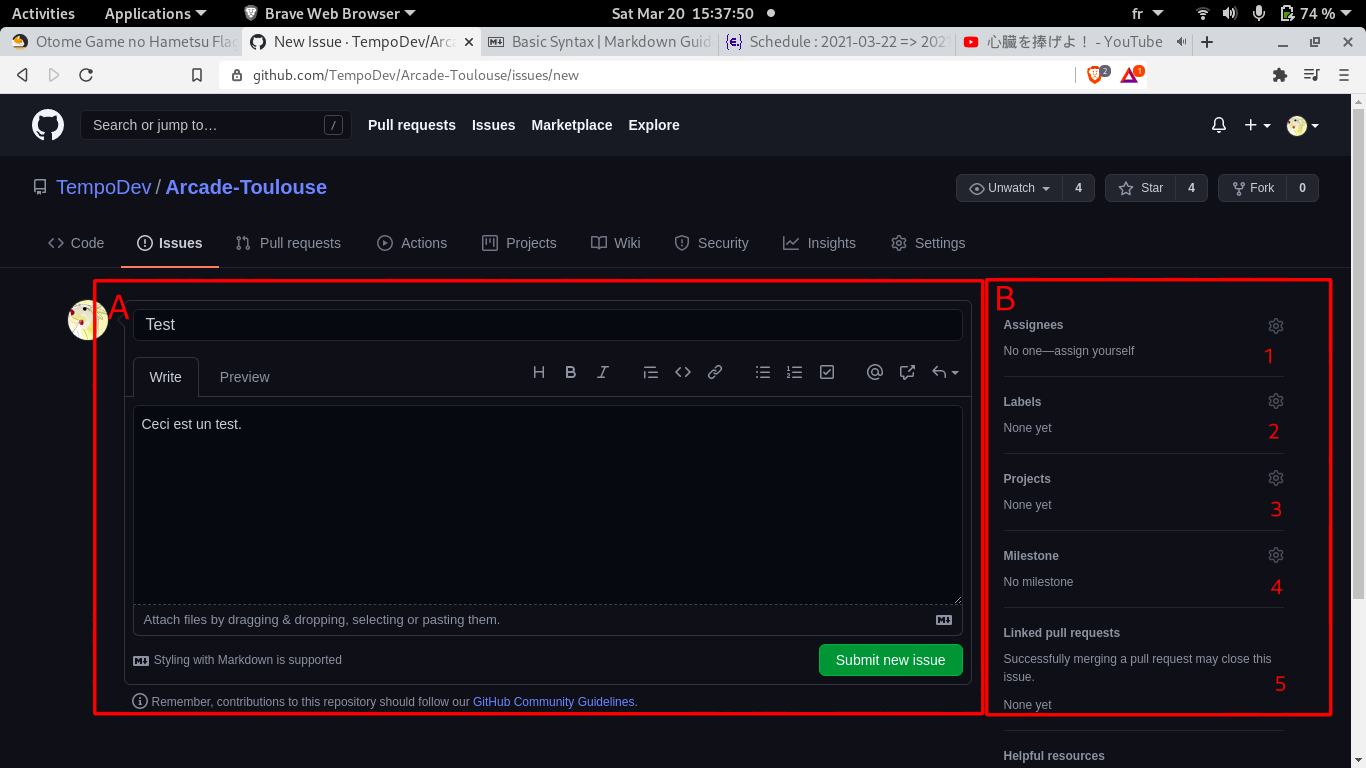 Activities Applications Brave Web Browser Sat Mar 20 15:37:50 fr 74 %
Otome Game no Hametsu Flag New Issue · TempoDev/Arca Basic Syntax | Markdown Guid Schedule : 2021-03-22 => 202 心臓を捧げよ！ - YouTube
github.com/TempoDev/Arcade-Toulouse/issues/new 2 1
Search or jump to… / Pull requests Issues Marketplace Explore
TempoDev / Arcade-Toulouse Unwatch 4 Star 4 Fork 0
Code Issues Pull requests Actions Projects Wiki Security Insights Settings
A
Test
Write Preview H B I
Ceci est un test.
Attach files by dragging & dropping, selecting or pasting them.
Styling with Markdown is supported Submit new issue
Remember, contributions to this repository should follow our GitHub Community Guidelines.
B
Assignees
No one—assign yourself
1
Labels
None yet
2
Projects
None yet
3
Milestone
No milestone
4
Linked pull requests
Successfully merging a pull request may close this
issue.
5
None yet
Helpful resources